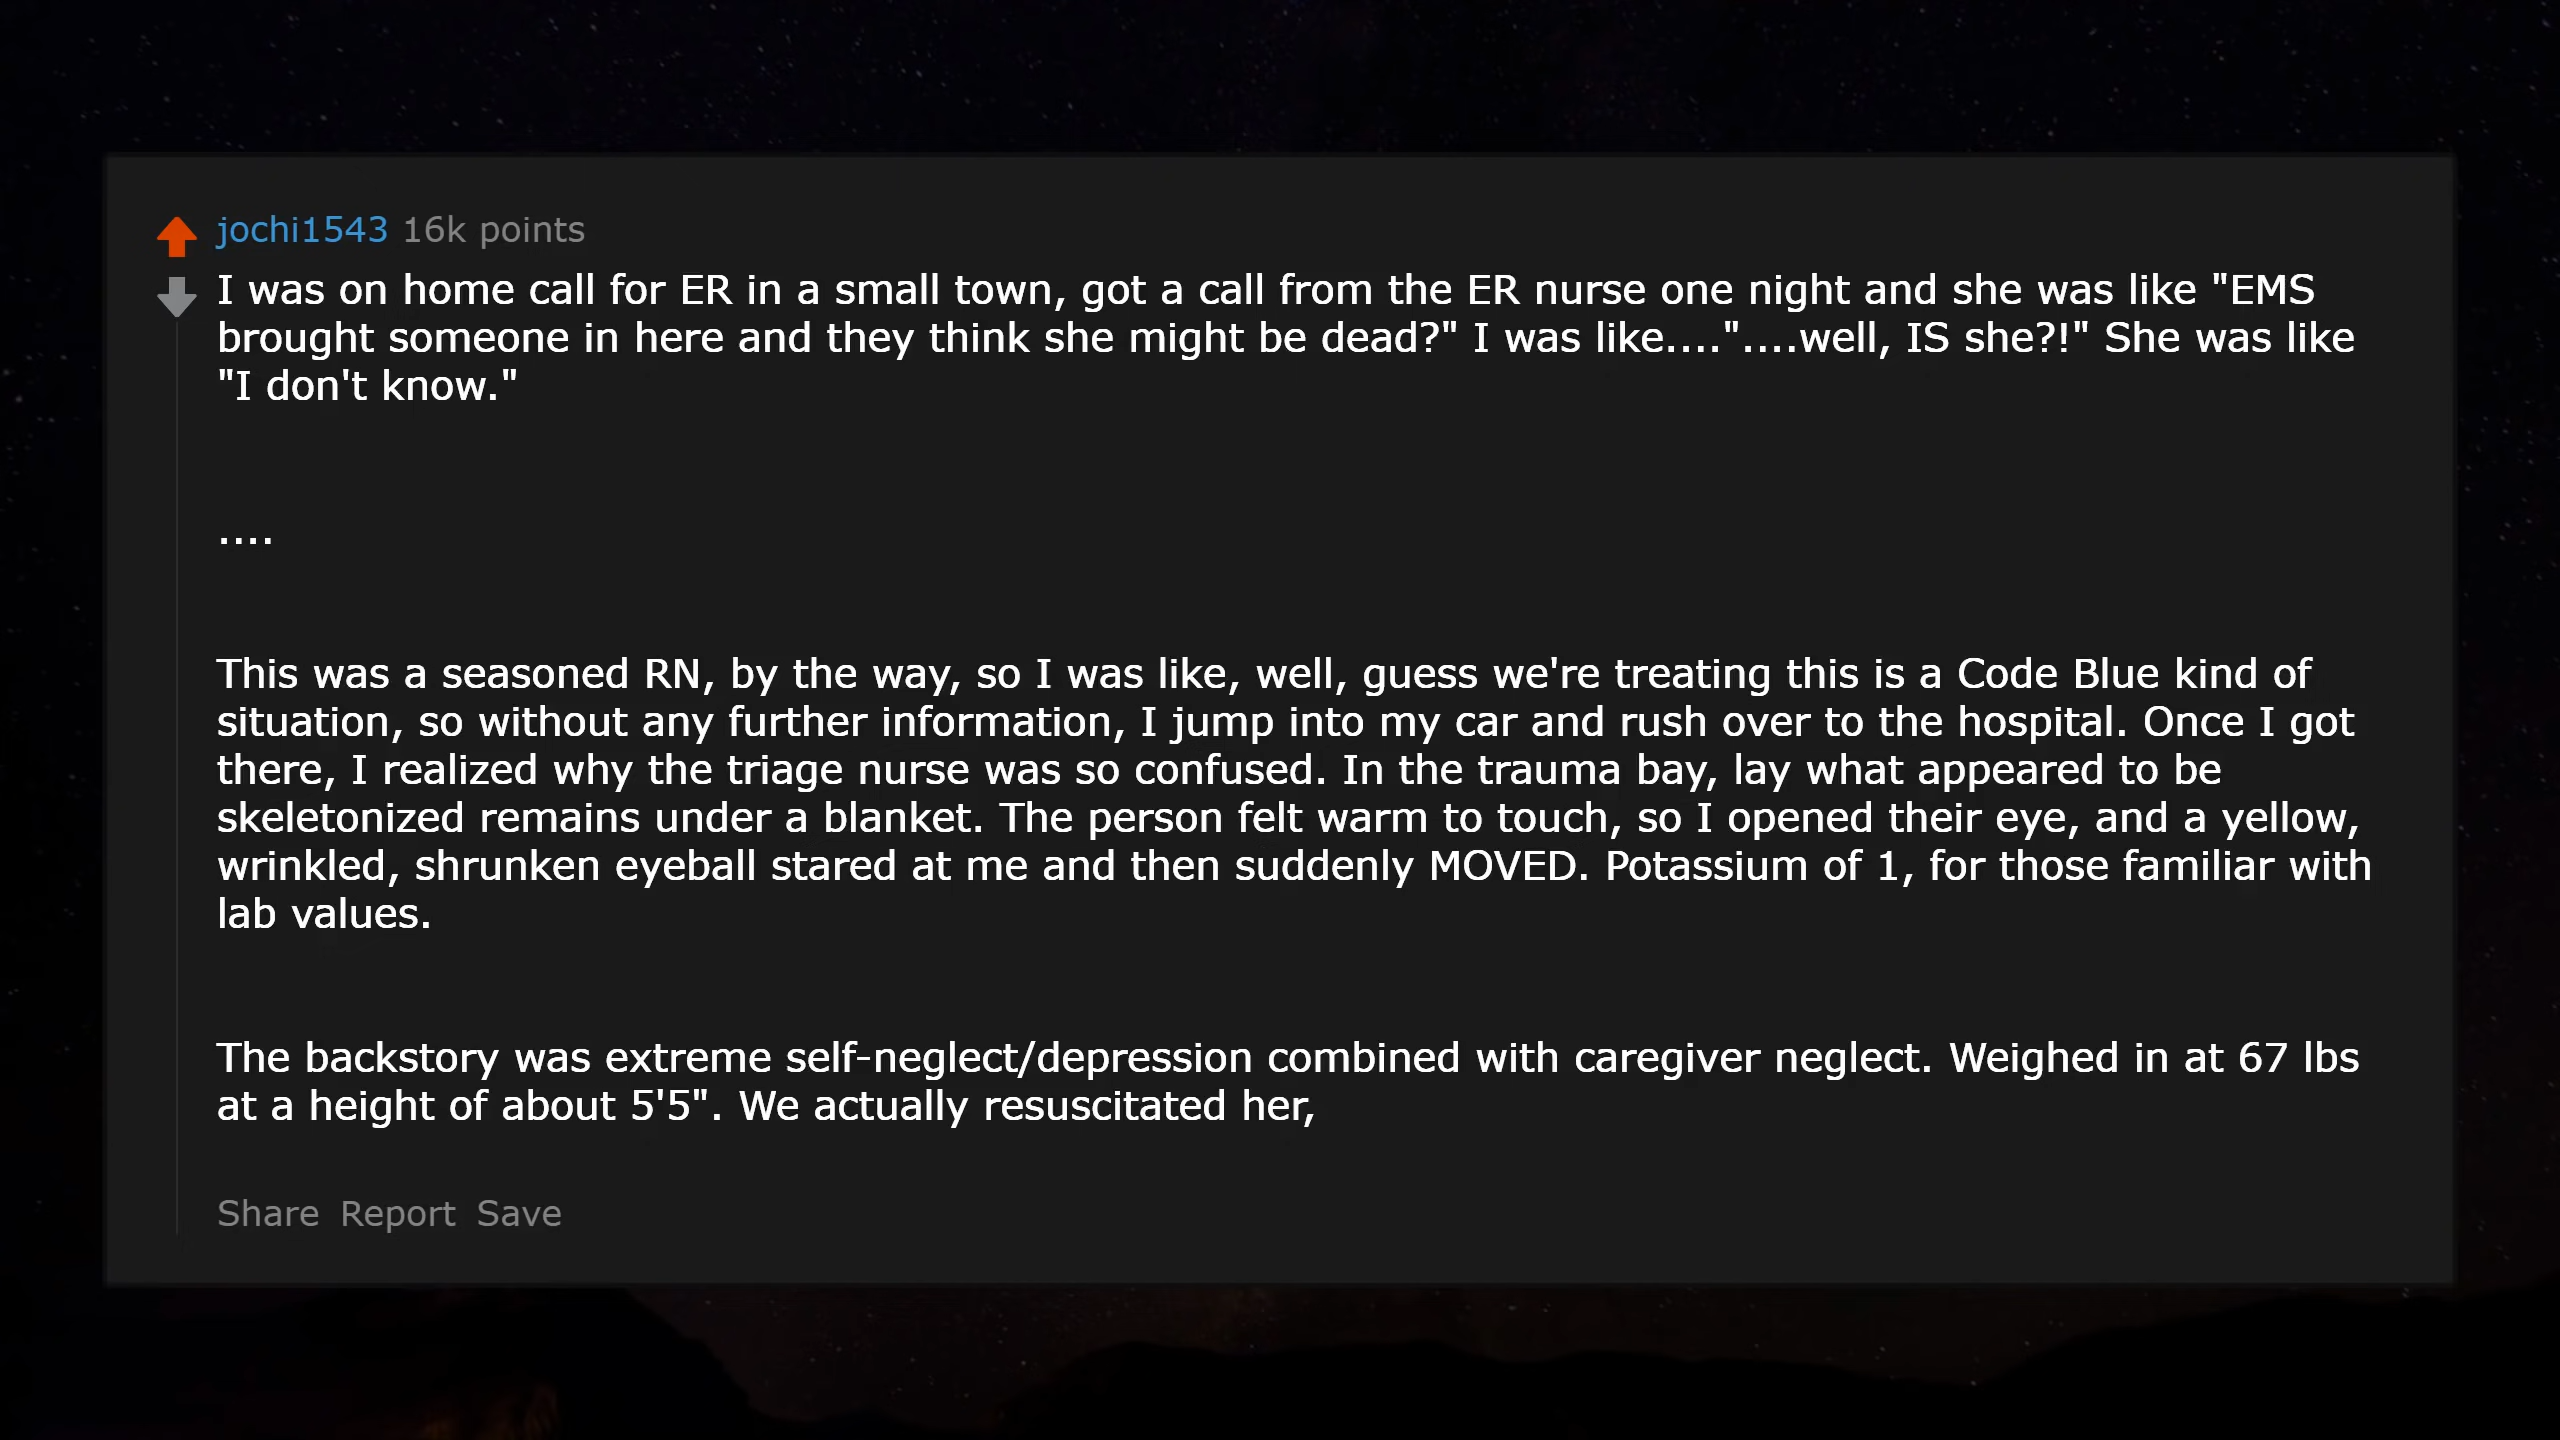 jochi1543 16k points
I was on home call for ER in a small town, got a call from the ER nurse one night and she was like "EMS
brought someone in here and they think she might be dead?" I was like...."....well, IS she?!" She was like
"I don't know."
....
This was a seasoned RN, by the way, so I was like, well, guess we're treating this is a Code Blue kind of
situation, so without any further information, I jump into my car and rush over to the hospital. Once I got
there, I realized why the triage nurse was so confused. In the trauma bay, lay what appeared to be
skeletonized remains under a blanket. The person felt warm to touch, so I opened their eye, and a yellow,
wrinkled, shrunken eyeball stared at me and then suddenly MOVED. Potassium of 1, for those familiar with
lab values.
The backstory was extreme self-neglect/depression combined with caregiver neglect. Weighed in at 67 lbs
at a height of about 5'5". We actually resuscitated her,
Share Report Save